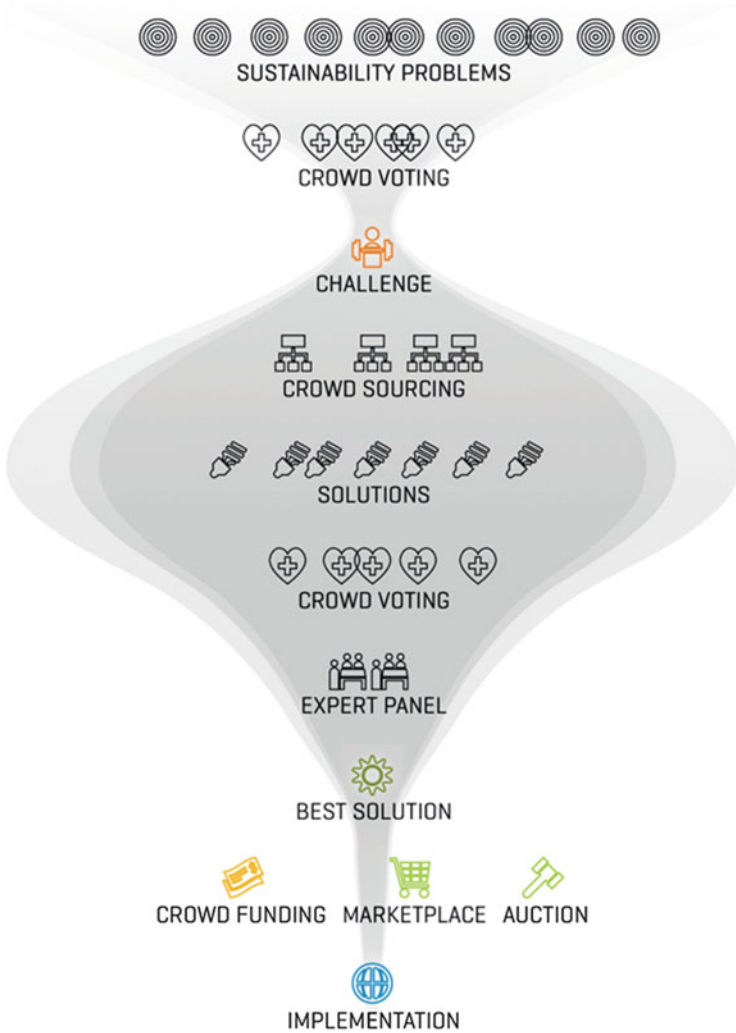 SUSTAINABILITY PROBLEMS
CROWD VOTING
CHALLENGE
CROWD SOURCING
SOLUTIONS
CROWD VOTING
EXPERT PANEL
BEST SOLUTION
CROWD FUNDING MARKETPLACE AUCTION
IMPLEMENTATION